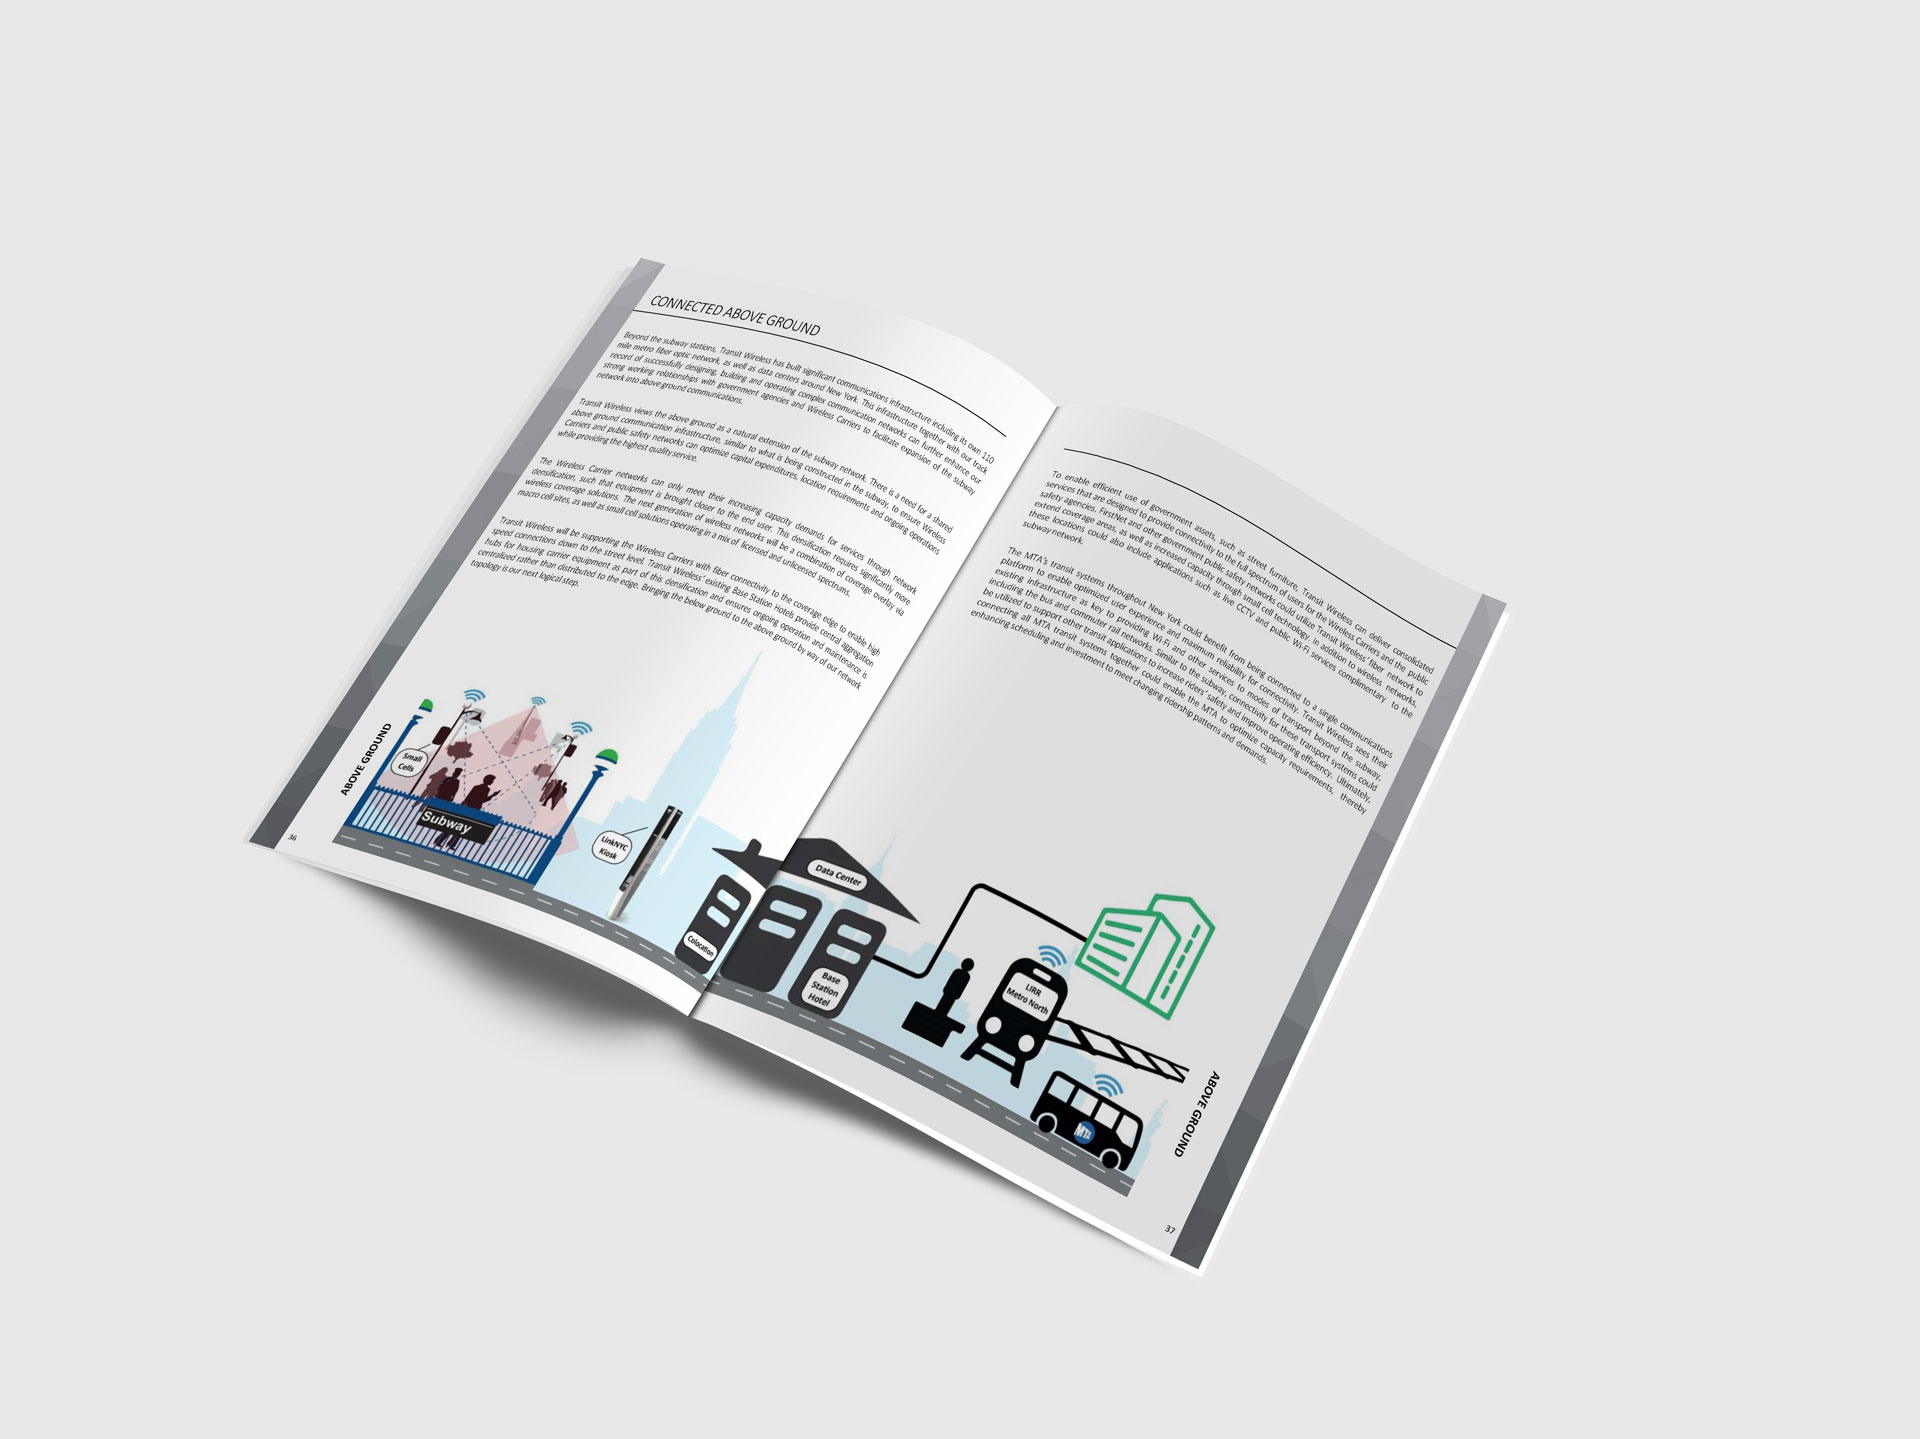 CONNECTED ABOVE GROUND
Beyond the subway stations, Transit Wireless has built significant communications infrastructure including its own 110
mile metro fiber optic network, as well as data centers around New York. This infrastructure together with our track
record of successfully designing, building and operating complex communication networks can further enhance our
strong working relationships with government agencies and Wireless Carriers to facilitate expansion of the subway
network into above ground communications.
Transit Wireless views the above ground as a natural extension of the subway network. There is a need for a shared
above ground communication infrastructure, similar to what is being constructed in the subway, to ensure Wireless
Carriers and public safety networks can optimize capital expenditures, location requirements and ongoing operations
while providing the highest quality service.
The Wireless Carrier networks can only meet their increasing capacity demands for services through network
densification, such that equipment is brought closer to the end user. This densification requires significantly more
wireless coverage solutions. The next generation of wireless networks will be a combination of coverage overlay via
macro cell sites, as well as small cell solutions operating in a mix of licensed and unlicensed spectrums.
Transit Wireless will be supporting the Wireless Carriers with fiber connectivity to the coverage edge to enable high
speed connections down to the street level. Transit Wireless' existing Base Station Hotels provide central aggregation
hubs for housing carrier equipment as part of this densification and ensures ongoing operation and maintenance is
centralized rather than distributed to the edge. Bringing the below ground to the above ground by way of our network
topology is our next logical step.
Small
Cells
Subway
LinkNYC
Kiosk
Colocation
ABOVE GROUND
36
To enable efficient use of government assets, such as street furniture, Transit Wireless can deliver consolidated
services that are designed to provide connectivity to the full spectrum of users for the Wireless Carriers and the public
safety agencies. FirstNet and other government public safety networks could utilize Transit Wireless' fiber network to
extend coverage areas, as well as increased capacity through small cell technology. In addition to wireless networks,
these locations could also include applications such as live CCTV and public Wi-Fi services complimentary to the
subway network.
The MTA's transit systems throughout New York could benefit from being connected to a single communications
platform to enable optimized user experience and maximum reliability for connectivity. Transit Wireless sees their
existing infrastructure as key to providing Wi-Fi and other services to modes of transport beyond the subway,
including the bus and commuter rail networks. Similar to the subway, connectivity for these transport systems could
be utilized to support other transit applications to increase riders' safety and improve operating efficiency. Ultimately,
connecting all MTA transit systems together could enable the MTA to optimize capacity requirements, thereby
enhancing scheduling and investment to meet changing ridership patterns and demands.
Data Center
Base
Station
Hotel
LIRR
Metro North
MTA
ABOVE GROUND
37